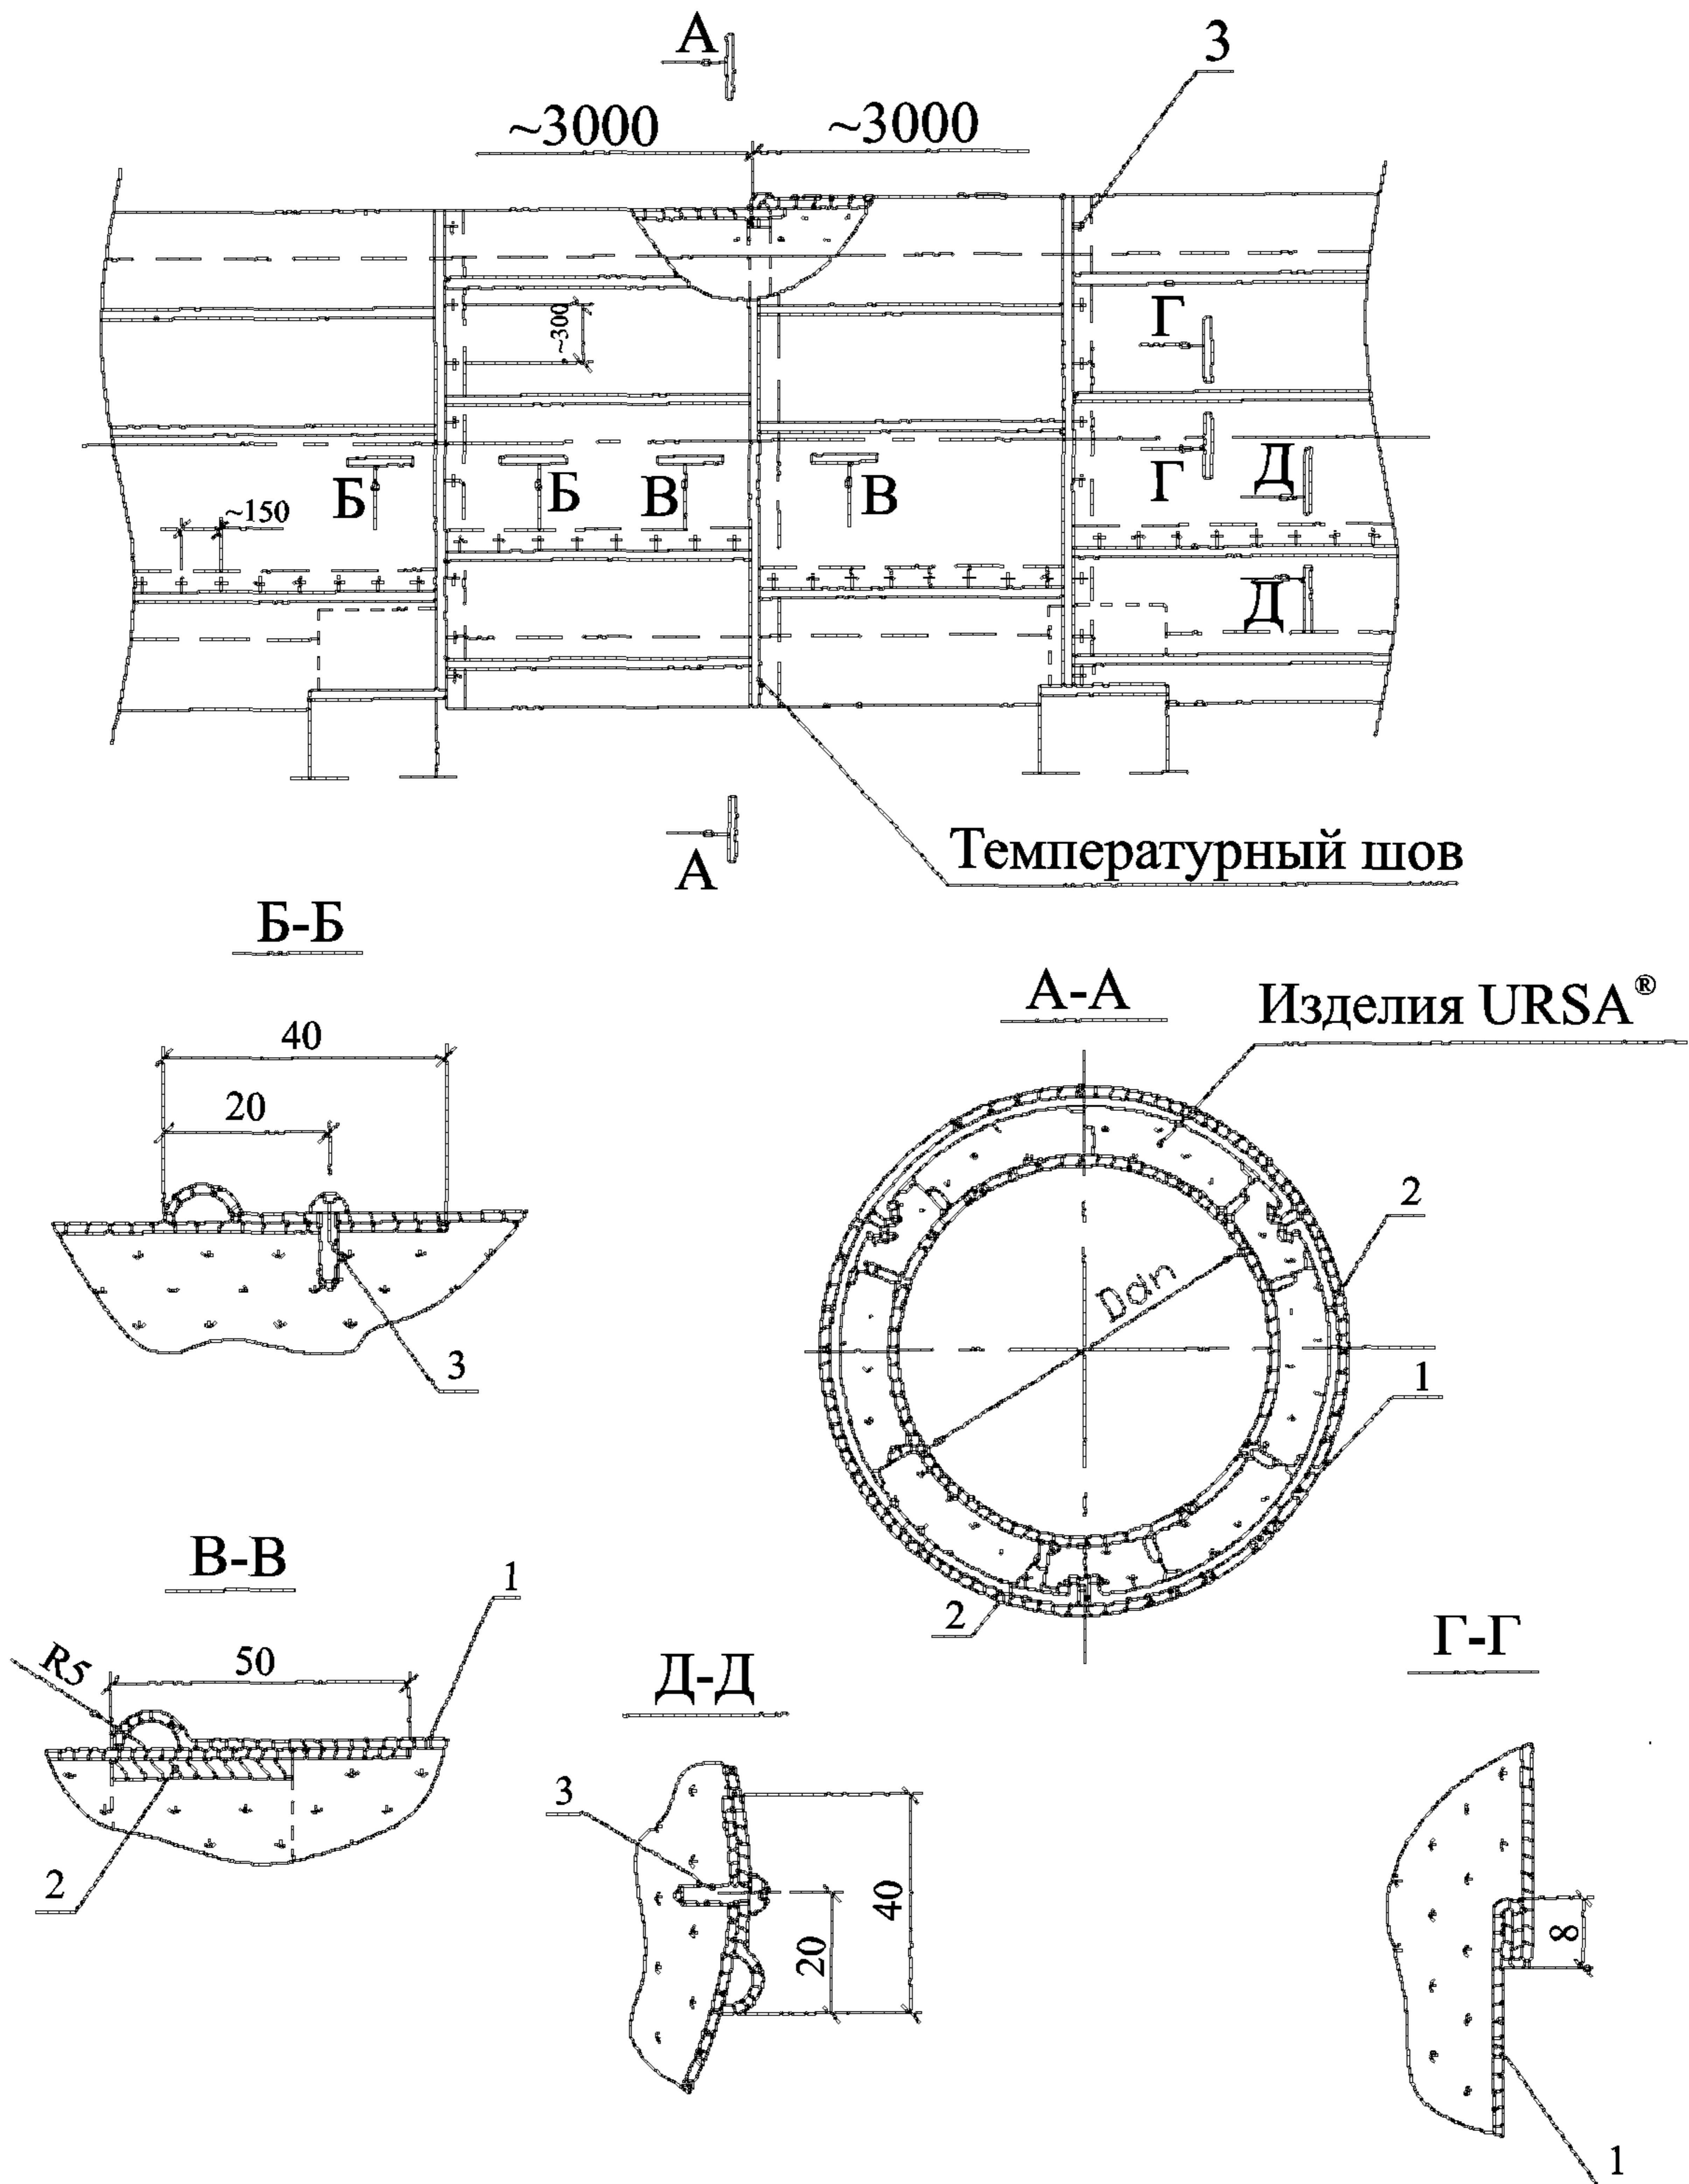 А
3
~3000
~3000
~300
Г
Г
Д
Б
Б
В
В
~150
Д
А
Температурный шов
Б-Б
А-А
Изделия URSA®
40
20
2
Dап
3
1
В-В
1
2
Г-Г
R5
50
Д-Д
3
40
2
20
8
1